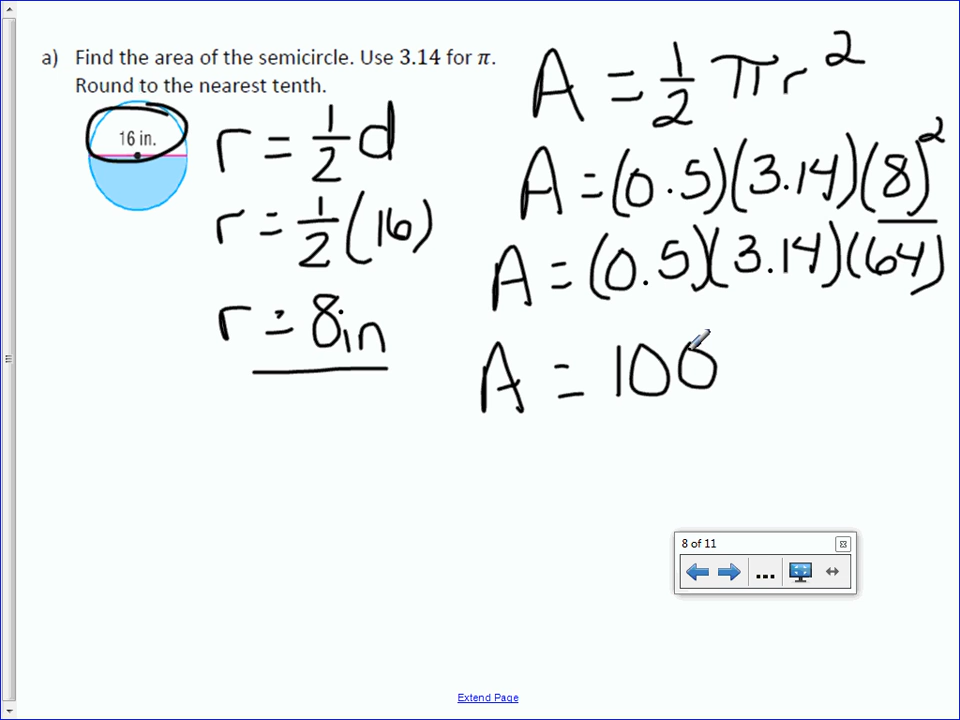 a) Find the area of the semicircle. Use 3.14 for π.
Round to the nearest tenth.
16 in.
r = 1/2 d
r = 1/2 (16)
r = 8in
A = 1/2 πr²
A = (0.5)(3.14)(8)²
A = (0.5)(3.14)(64)
A = 100
8 of 11
...
Extend Page